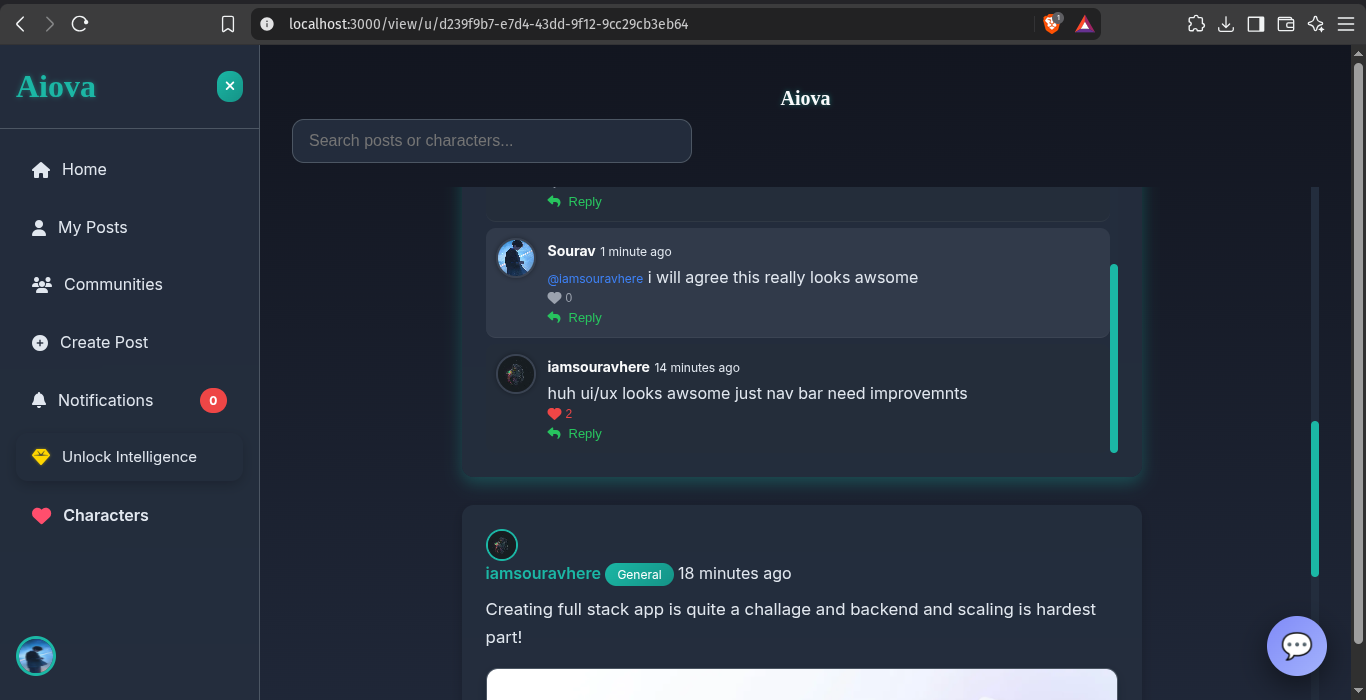 localhost:3000/view/u/d239f9b7-e7d4-43dd-9f12-9cc29cb3eb64
1
Aiova
×
Home
My Posts
Communities
Create Post
Notifications 0
Unlock Intelligence
Characters
Aiova
Search posts or characters...
Reply
Sourav 1 minute ago
@iamsouravhere i will agree this really looks awsome
0
Reply
iamsouravhere 14 minutes ago
huh ui/ux looks awsome just nav bar need improvemnts
2
Reply
iamsouravhere General 18 minutes ago
Creating full stack app is quite a challage and backend and scaling is hardest
part!